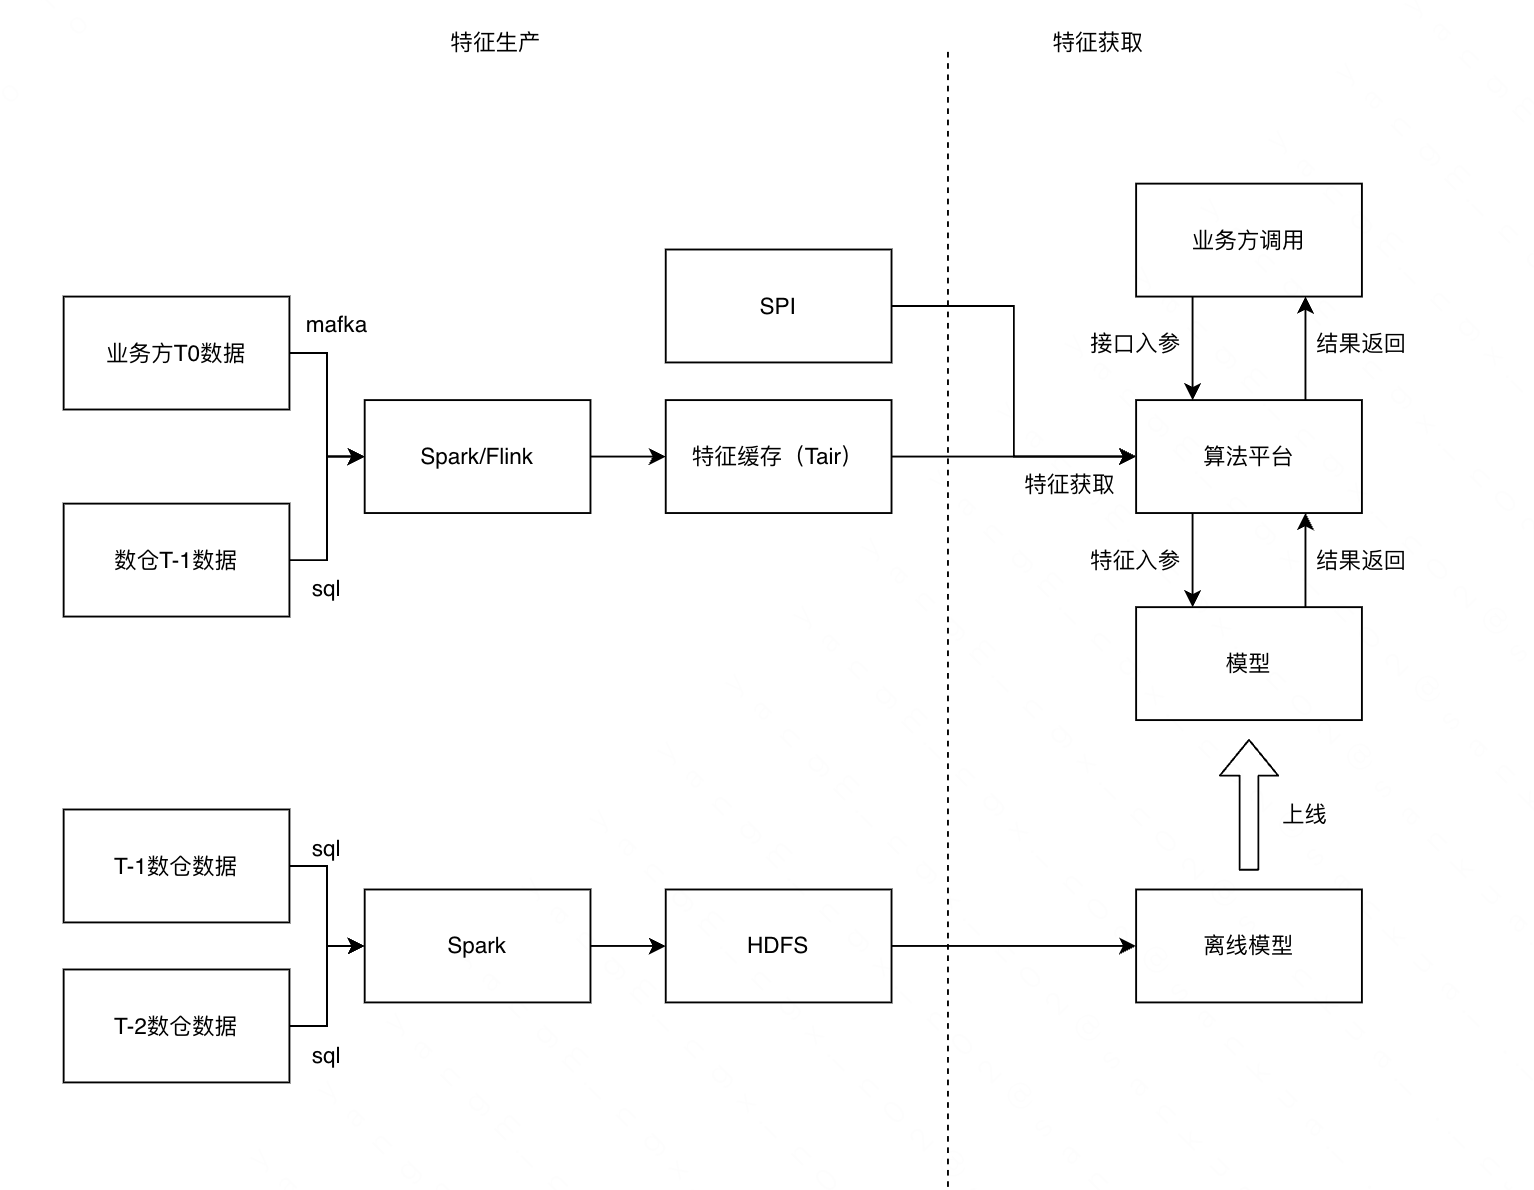 特征生产
特征获取
业务方调用
SPI
业务方T0数据
mafka
接口入参
结果返回
Spark/Flink
特征缓存（Tair）
算法平台
特征获取
数仓T-1数据
sql
特征入参
结果返回
模型
上线
T-1数仓数据
sql
Spark
HDFS
离线模型
T-2数仓数据
sql